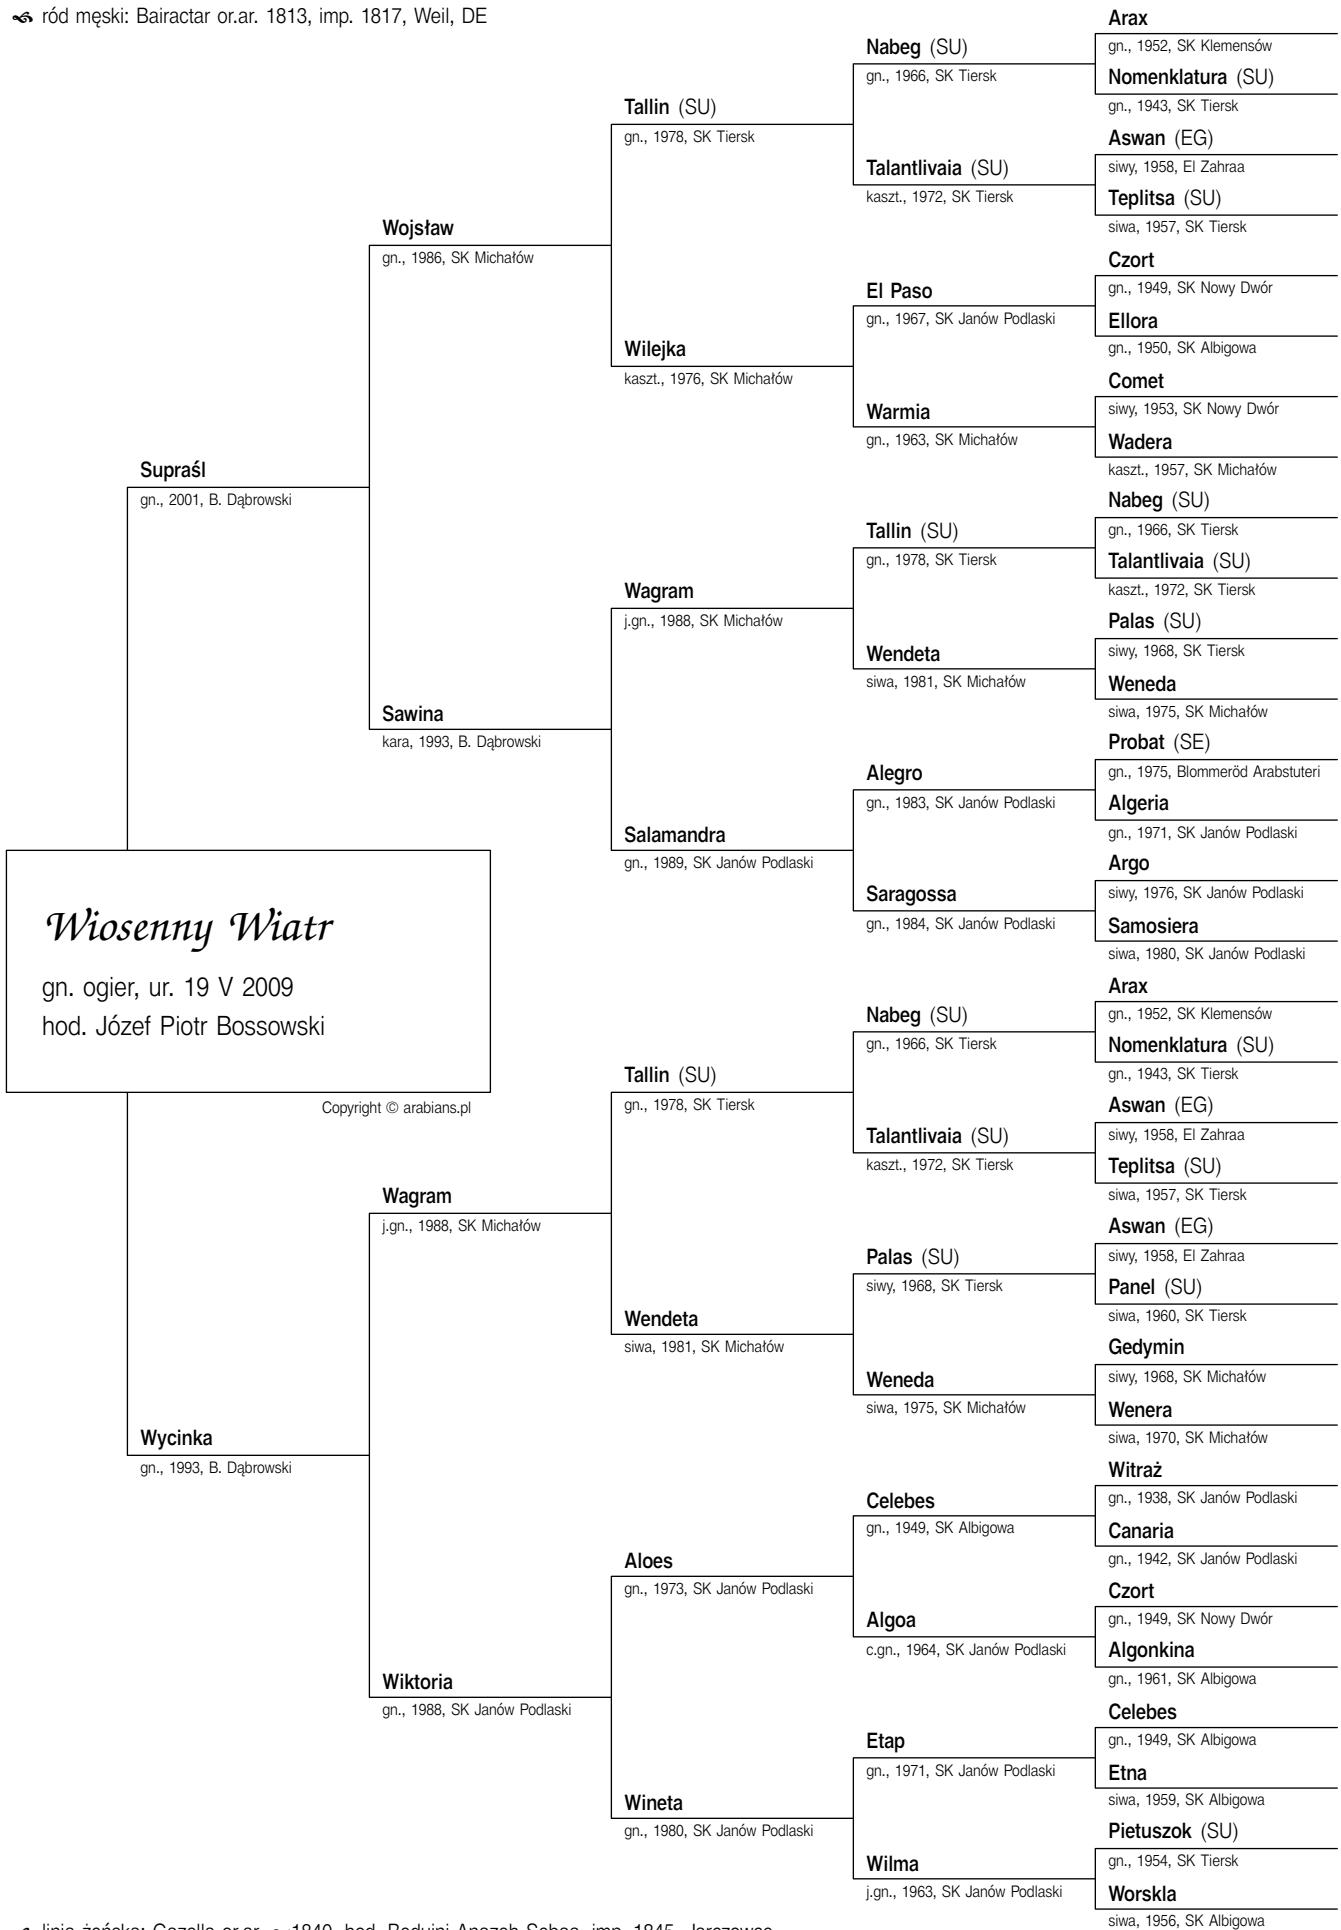 ród męski: Bairactar or.ar. 1813, imp. 1817, Weil, DE
Wiosenny Wiatr
gn. ogier, ur. 19 V 2009
hod. Józef Piotr Bossowski
Copyright © arabians.pl
Supraśl
gn., 2001, B. Dąbrowski
Wycinka
gn., 1993, B. Dąbrowski
Wojsław
gn., 1986, SK Michałów
Sawina
kara, 1993, B. Dąbrowski
Wagram
j.gn., 1988, SK Michałów
Wiktoria
gn., 1988, SK Janów Podlaski
Tallin (SU)
gn., 1978, SK Tiersk
Wilejka
kaszt., 1976, SK Michałów
Wagram
j.gn., 1988, SK Michałów
Salamandra
gn., 1989, SK Janów Podlaski
Tallin (SU)
gn., 1978, SK Tiersk
Wendeta
siwa, 1981, SK Michałów
Aloes
gn., 1973, SK Janów Podlaski
Wineta
gn., 1980, SK Janów Podlaski
Nabeg (SU)
gn., 1966, SK Tiersk
Talantlivaia (SU)
kaszt., 1972, SK Tiersk
El Paso
gn., 1967, SK Janów Podlaski
Warmia
gn., 1963, SK Michałów
Tallin (SU)
gn., 1978, SK Tiersk
Wendeta
siwa, 1981, SK Michałów
Alegro
gn., 1983, SK Janów Podlaski
Saragossa
gn., 1984, SK Janów Podlaski
Nabeg (SU)
gn., 1966, SK Tiersk
Talantlivaia (SU)
kaszt., 1972, SK Tiersk
Palas (SU)
siwy, 1968, SK Tiersk
Weneda
siwa, 1975, SK Michałów
Celebes
gn., 1949, SK Albigowa
Algoa
c.gn., 1964, SK Janów Podlaski
Etap
gn., 1971, SK Janów Podlaski
Wilma
j.gn., 1963, SK Janów Podlaski
Arax
gn., 1952, SK Klemensów
Nomenklatura (SU)
gn., 1943, SK Tiersk
Aswan (EG)
siwy, 1958, El Zahraa
Teplitsa (SU)
siwa, 1957, SK Tiersk
Czort
gn., 1949, SK Nowy Dwór
Ellora
gn., 1950, SK Albigowa
Comet
siwy, 1953, SK Nowy Dwór
Wadera
kaszt., 1957, SK Michałów
Nabeg (SU)
gn., 1966, SK Tiersk
Talantlivaia (SU)
kaszt., 1972, SK Tiersk
Palas (SU)
siwy, 1968, SK Tiersk
Weneda
siwa, 1975, SK Michałów
Probat (SE)
gn., 1975, Blommeröd Arabstuteri
Algeria
gn., 1971, SK Janów Podlaski
Argo
siwy, 1976, SK Janów Podlaski
Samosiera
siwa, 1980, SK Janów Podlaski
Arax
gn., 1952, SK Klemensów
Nomenklatura (SU)
gn., 1943, SK Tiersk
Aswan (EG)
siwy, 1958, El Zahraa
Teplitsa (SU)
siwa, 1957, SK Tiersk
Aswan (EG)
siwy, 1958, El Zahraa
Panel (SU)
siwa, 1960, SK Tiersk
Gedymin
siwy, 1968, SK Michałów
Wenera
siwa, 1970, SK Michałów
Witraż
gn., 1938, SK Janów Podlaski
Canaria
gn., 1942, SK Janów Podlaski
Czort
gn., 1949, SK Nowy Dwór
Algonkina
gn., 1961, SK Albigowa
Celebes
gn., 1949, SK Albigowa
Etna
siwa, 1959, SK Albigowa
Pietuszok (SU)
gn., 1954, SK Tiersk
Worskla
siwa, 1956, SK Albigowa